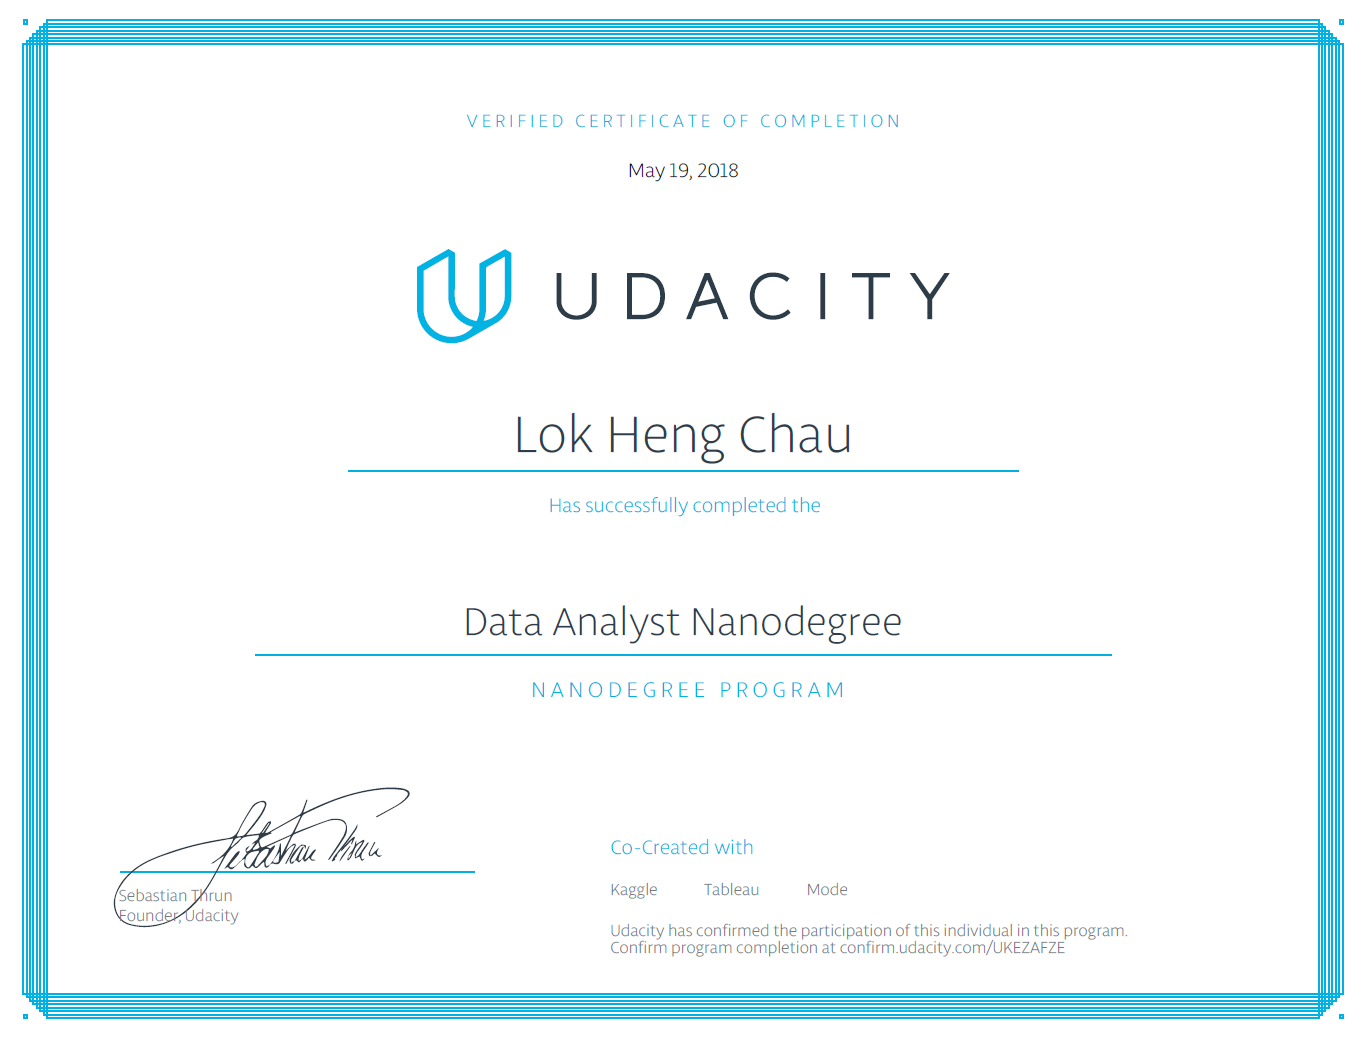 VERIFIED CERTIFICATE OF COMPLETION
May 19, 2018
UDACITY
Lok Heng Chau
Has successfully completed the
Data Analyst Nanodegree
NANODEGREE PROGRAM
Sebastian Thrun
Sebastian Thrun
Founder, Udacity
Co-Created with
Kaggle Tableau Mode
Udacity has confirmed the participation of this individual in this program.
Confirm program completion at confirm.udacity.com/UKEZAFZE